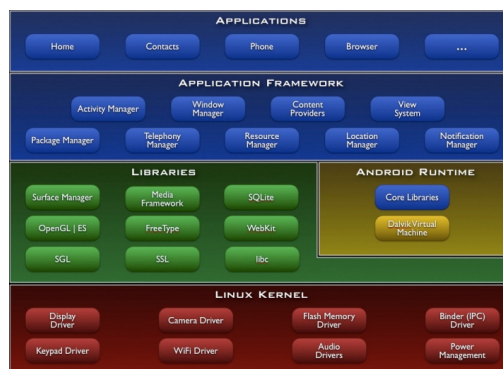 APPLICATIONS
Home
Contacts
Phone
Browser
...
APPLICATION FRAMEWORK
Activity Manager
Window
Manager
Content
Providers
View
System
Package Manager
Telephony
Manager
Resource
Manager
Location
Manager
Notification
Manager
LIBRARIES
Surface Manager
Media
Framework
SQLite
OpenGL | ES
FreeType
WebKit
SGL
SSL
libc
ANDROID RUNTIME
Core Libraries
Dalvik Virtual
Machine
LINUX KERNEL
Display
Driver
Camera Driver
Flash Memory
Driver
Binder (IPC)
Driver
Keypad Driver
WiFi Driver
Audio
Drivers
Power
Management